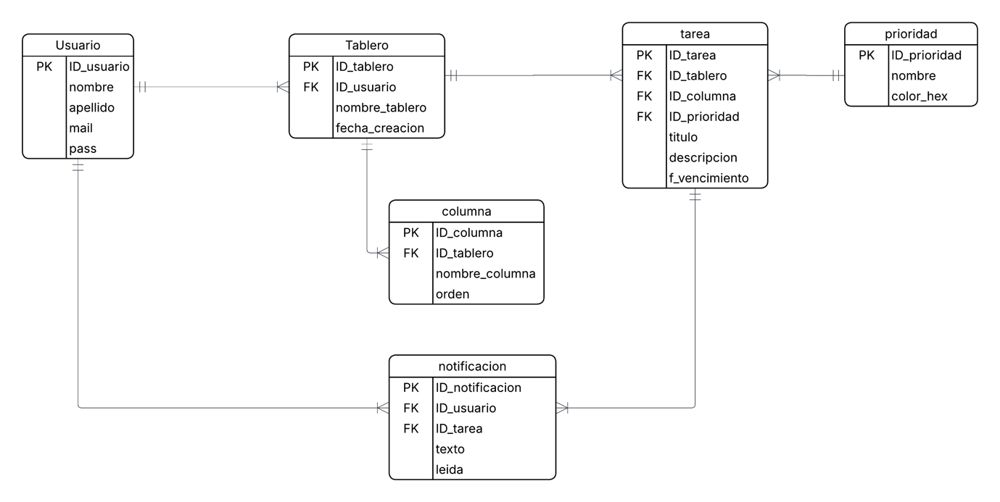 Usuario
PK ID_usuario
nombre
apellido
mail
pass
Tablero
PK ID_tablero
FK ID_usuario
nombre_tablero
fecha_creacion
tarea
PK ID_tarea
FK ID_tablero
FK ID_columna
FK ID_prioridad
titulo
descripcion
f_vencimiento
prioridad
PK ID_prioridad
nombre
color_hex
columna
PK ID_columna
FK ID_tablero
nombre_columna
orden
notificacion
PK ID_notificacion
FK ID_usuario
FK ID_tarea
texto
leida